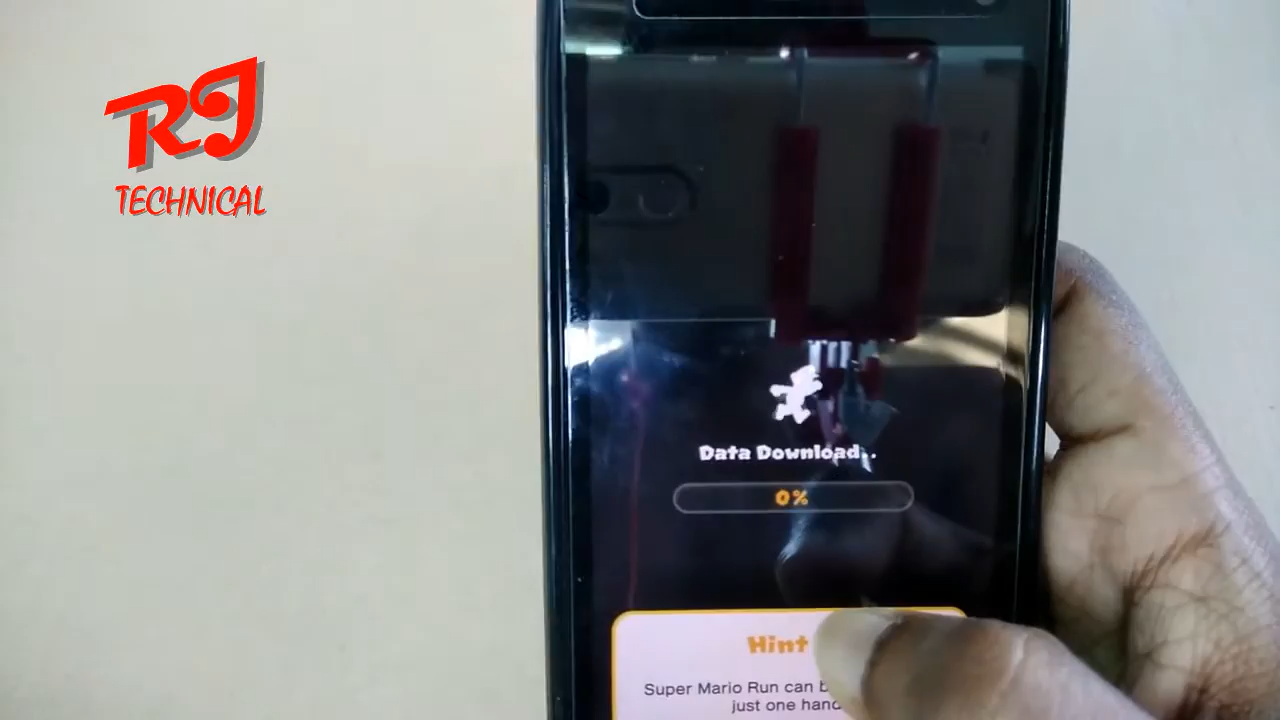 RJ
TECHNICAL
Data Download..
0%
Hint
Super Mario Run can
just one hand